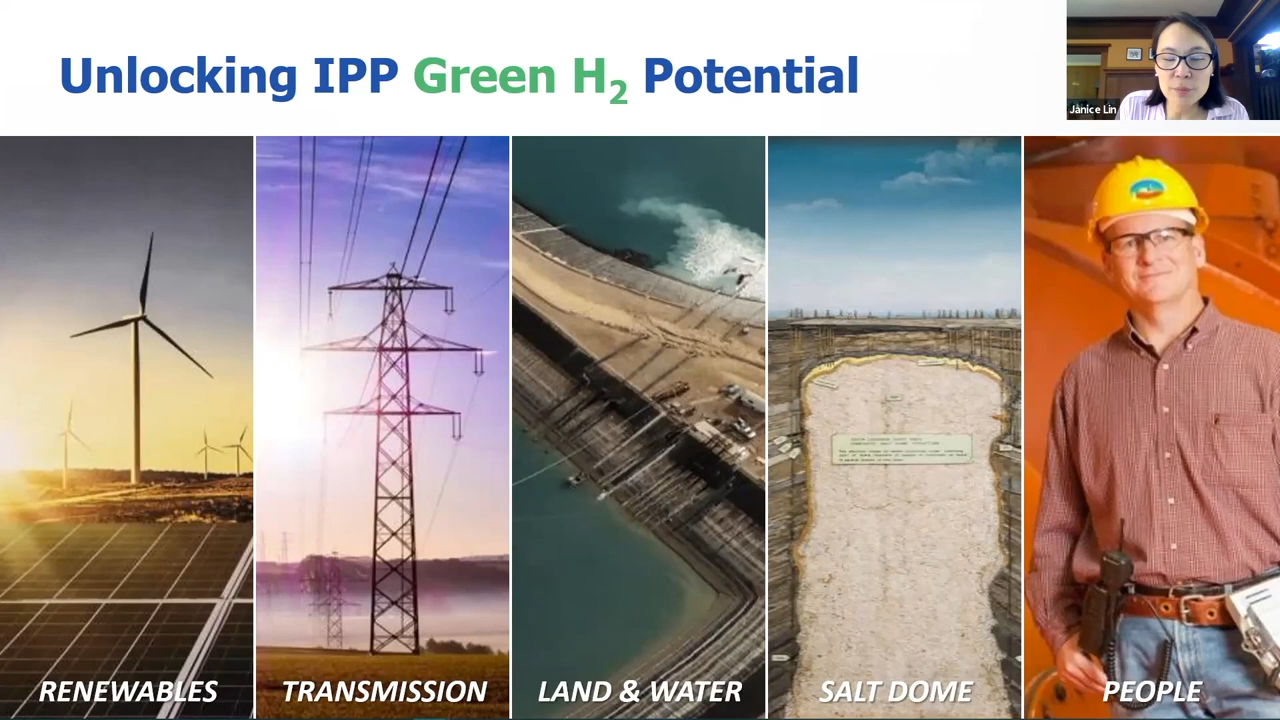 Unlocking IPP Green H₂ Potential
Janice Lin
RENEWABLES
TRANSMISSION
LAND & WATER
SALT DOME
PEOPLE